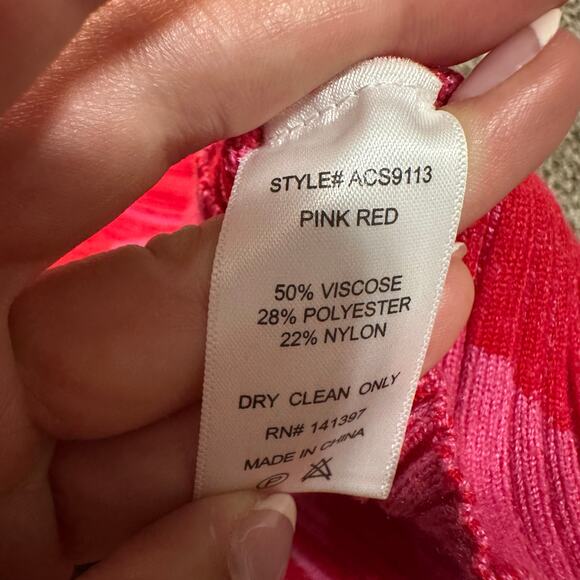 STYLE# ACS9113
PINK RED
50% VISCOSE
28% POLYESTER
22% NYLON
DRY CLEAN ONLY
RN# 141397
MADE IN CHINA
P